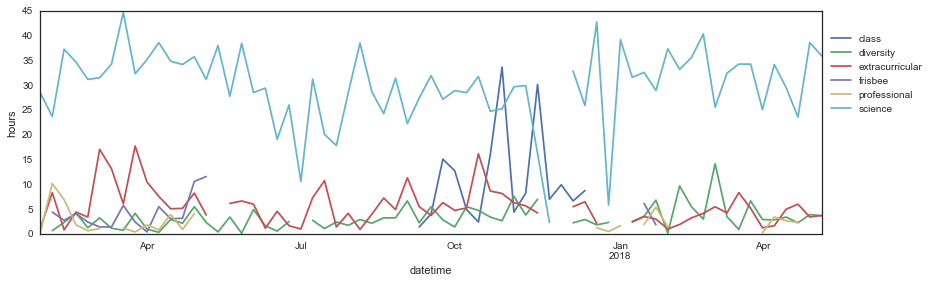 45
40
35
30
25
20
15
10
5
0
hours
Apr
Jul
Oct
Jan
2018
Apr
datetime
class
diversity
extracurricular
frisbee
professional
science